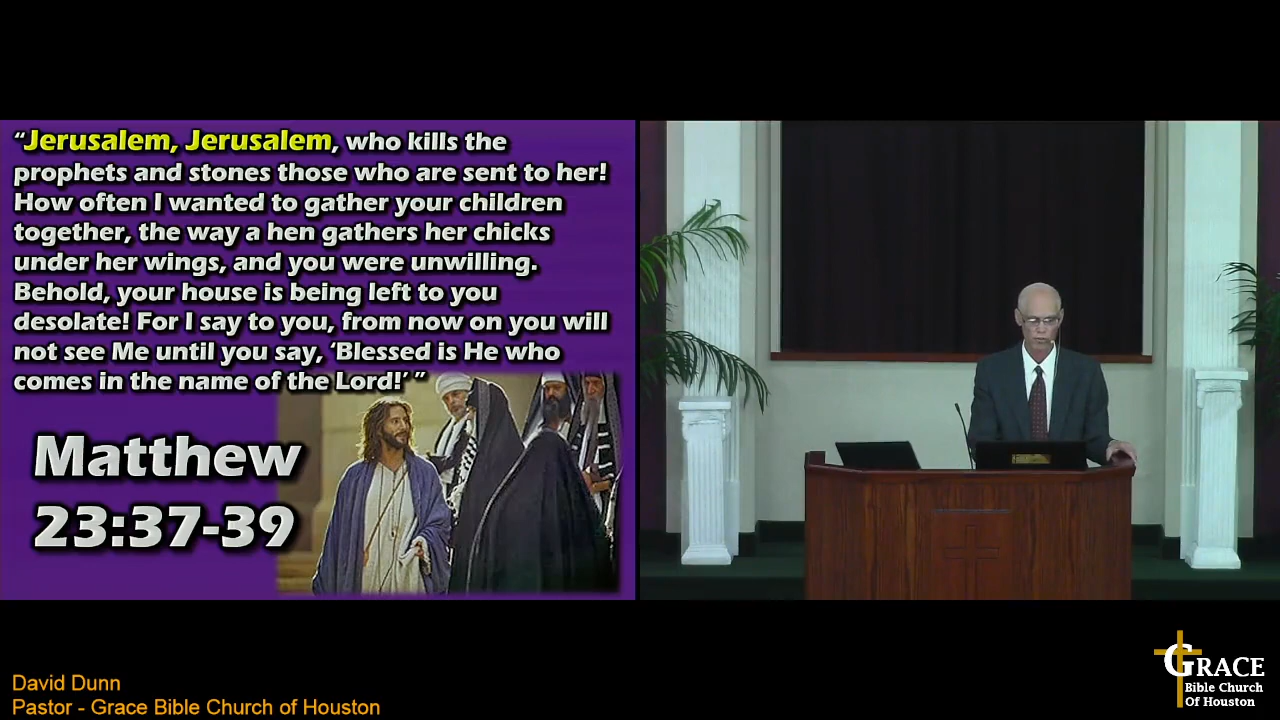 “Jerusalem, Jerusalem, who kills the
prophets and stones those who are sent to her!
How often I wanted to gather your children
together, the way a hen gathers her chicks
under her wings, and you were unwilling.
Behold, your house is being left to you
desolate! For I say to you, from now on you will
not see Me until you say, ‘Blessed is He who
comes in the name of the Lord!’ ”
Matthew
23:37-39
David Dunn
Pastor - Grace Bible Church of Houston
GRACE
Bible Church
Of Houston